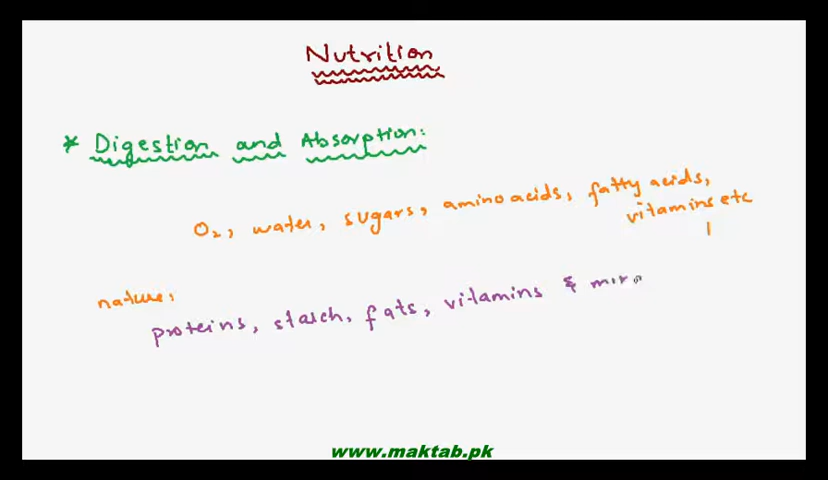 Nutrition
* Digestion and Absorption:
O₂, water, sugars, amino acids, fatty acids,
vitamins etc
nature:
proteins, starch, fats, vitamins &
www.maktab.pk